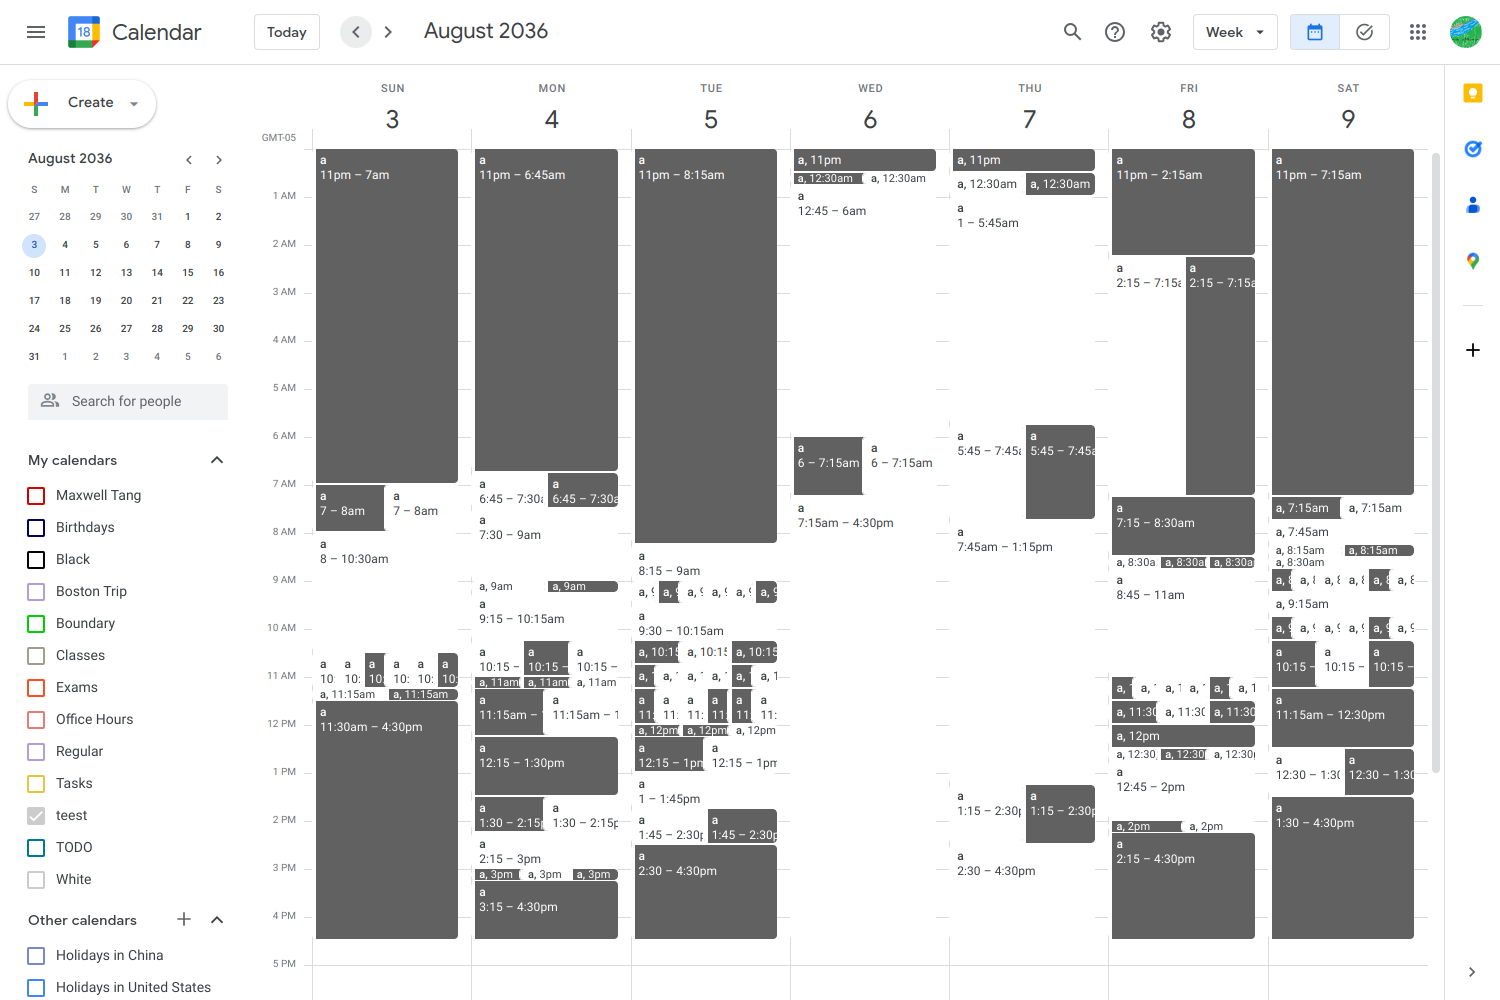 18 Calendar Today August 2036 Week
Create
August 2036
S M T W T F S
27 28 29 30 31 1 2
3 4 5 6 7 8 9
10 11 12 13 14 15 16
17 18 19 20 21 22 23
24 25 26 27 28 29 30
31 1 2 3 4 5 6
Search for people
My calendars
Maxwell Tang
Birthdays
Black
Boston Trip
Boundary
Classes
Exams
Office Hours
Regular
Tasks
teest
TODO
White
Other calendars
Holidays in China
Holidays in United States
GMT-05
1 AM
2 AM
3 AM
4 AM
5 AM
6 AM
7 AM
8 AM
9 AM
10 AM
11 AM
12 PM
1 PM
2 PM
3 PM
4 PM
5 PM
SUN
3
a
11pm – 7am
a
7 – 8am
a
7 – 8am
a
8 – 10:30am
a
10:
a
10:
a
10:
a
10:
a
10:
a
10:
a, 11:15am
a, 11:15am
a
11:30am – 4:30pm
MON
4
a
11pm – 6:45am
a
6:45 – 7:30a
a
6:45 – 7:30a
a
7:30 – 9am
a, 9am
a, 9am
a
9:15 – 10:15am
a
10:15 –
a
10:15 –
a
10:15 –
a, 11am
a, 11am
a, 11am
a
11:15am –
a
11:15am – 1
a
12:15 – 1:30pm
a
1:30 – 2:15p
a
1:30 – 2:15p
a
2:15 – 3pm
a, 3pm
a, 3pm
a, 3pm
a
3:15 – 4:30pm
TUE
5
a
11pm – 8:15am
a
8:15 – 9am
a, 9
a, 9
a, 9
a, 9
a, 9
a, 9
a
9:30 – 10:15am
a, 10:15
a, 10:15
a, 10:15
a, 1
a, 1
a, 1
a, 1
a, 1
a, 1
a
11:
a
11:
a
11:
a
11:
a
11:
a
11:
a, 12pm
a, 12pm
a, 12pm
a
12:15 – 1pm
a
12:15 – 1pm
a
1 – 1:45pm
a
1:45 – 2:30p
a
1:45 – 2:30p
a
2:30 – 4:30pm
WED
6
a, 11pm
a, 12:30am
a, 12:30am
a
12:45 – 6am
a
6 – 7:15am
a
6 – 7:15am
a
7:15am – 4:30pm
THU
7
a, 11pm
a, 12:30am
a, 12:30am
a
1 – 5:45am
a
5:45 – 7:45a
a
5:45 – 7:45a
a
7:45am – 1:15pm
a
1:15 – 2:30p
a
1:15 – 2:30p
a
2:30 – 4:30pm
FRI
8
a
11pm – 2:15am
a
2:15 – 7:15a
a
2:15 – 7:15a
a
7:15 – 8:30am
a, 8:30a
a, 8:30a
a, 8:30a
a
8:45 – 11am
a, 1
a, 1
a, 1
a, 1
a, 1
a, 1
a, 11:30
a, 11:30
a, 11:30
a, 12pm
a, 12:30
a, 12:30
a, 12:30p
a
12:45 – 2pm
a, 2pm
a, 2pm
a
2:15 – 4:30pm
SAT
9
a
11pm – 7:15am
a, 7:15am
a, 7:15am
a, 7:45am
a, 8:15am
a, 8:15am
a, 8:30am
a, 8
a, 8
a, 8
a, 8
a, 8
a, 8
a, 9:15am
a, 9
a, 9
a, 9
a, 9
a, 9
a, 9
a
10:15 –
a
10:15 –
a
10:15 –
a
11:15am – 12:30pm
a
12:30 – 1:30
a
12:30 – 1:30
a
1:30 – 4:30pm